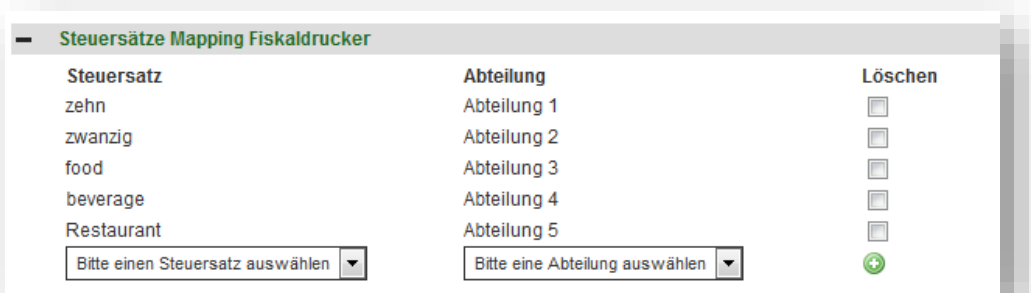 Steuersätze Mapping Fiskaldrucker
Steuersatz Abteilung Löschen
zehn Abteilung 1
zwanzig Abteilung 2
food Abteilung 3
beverage Abteilung 4
Restaurant Abteilung 5
Bitte einen Steuersatz auswählen Bitte eine Abteilung auswählen